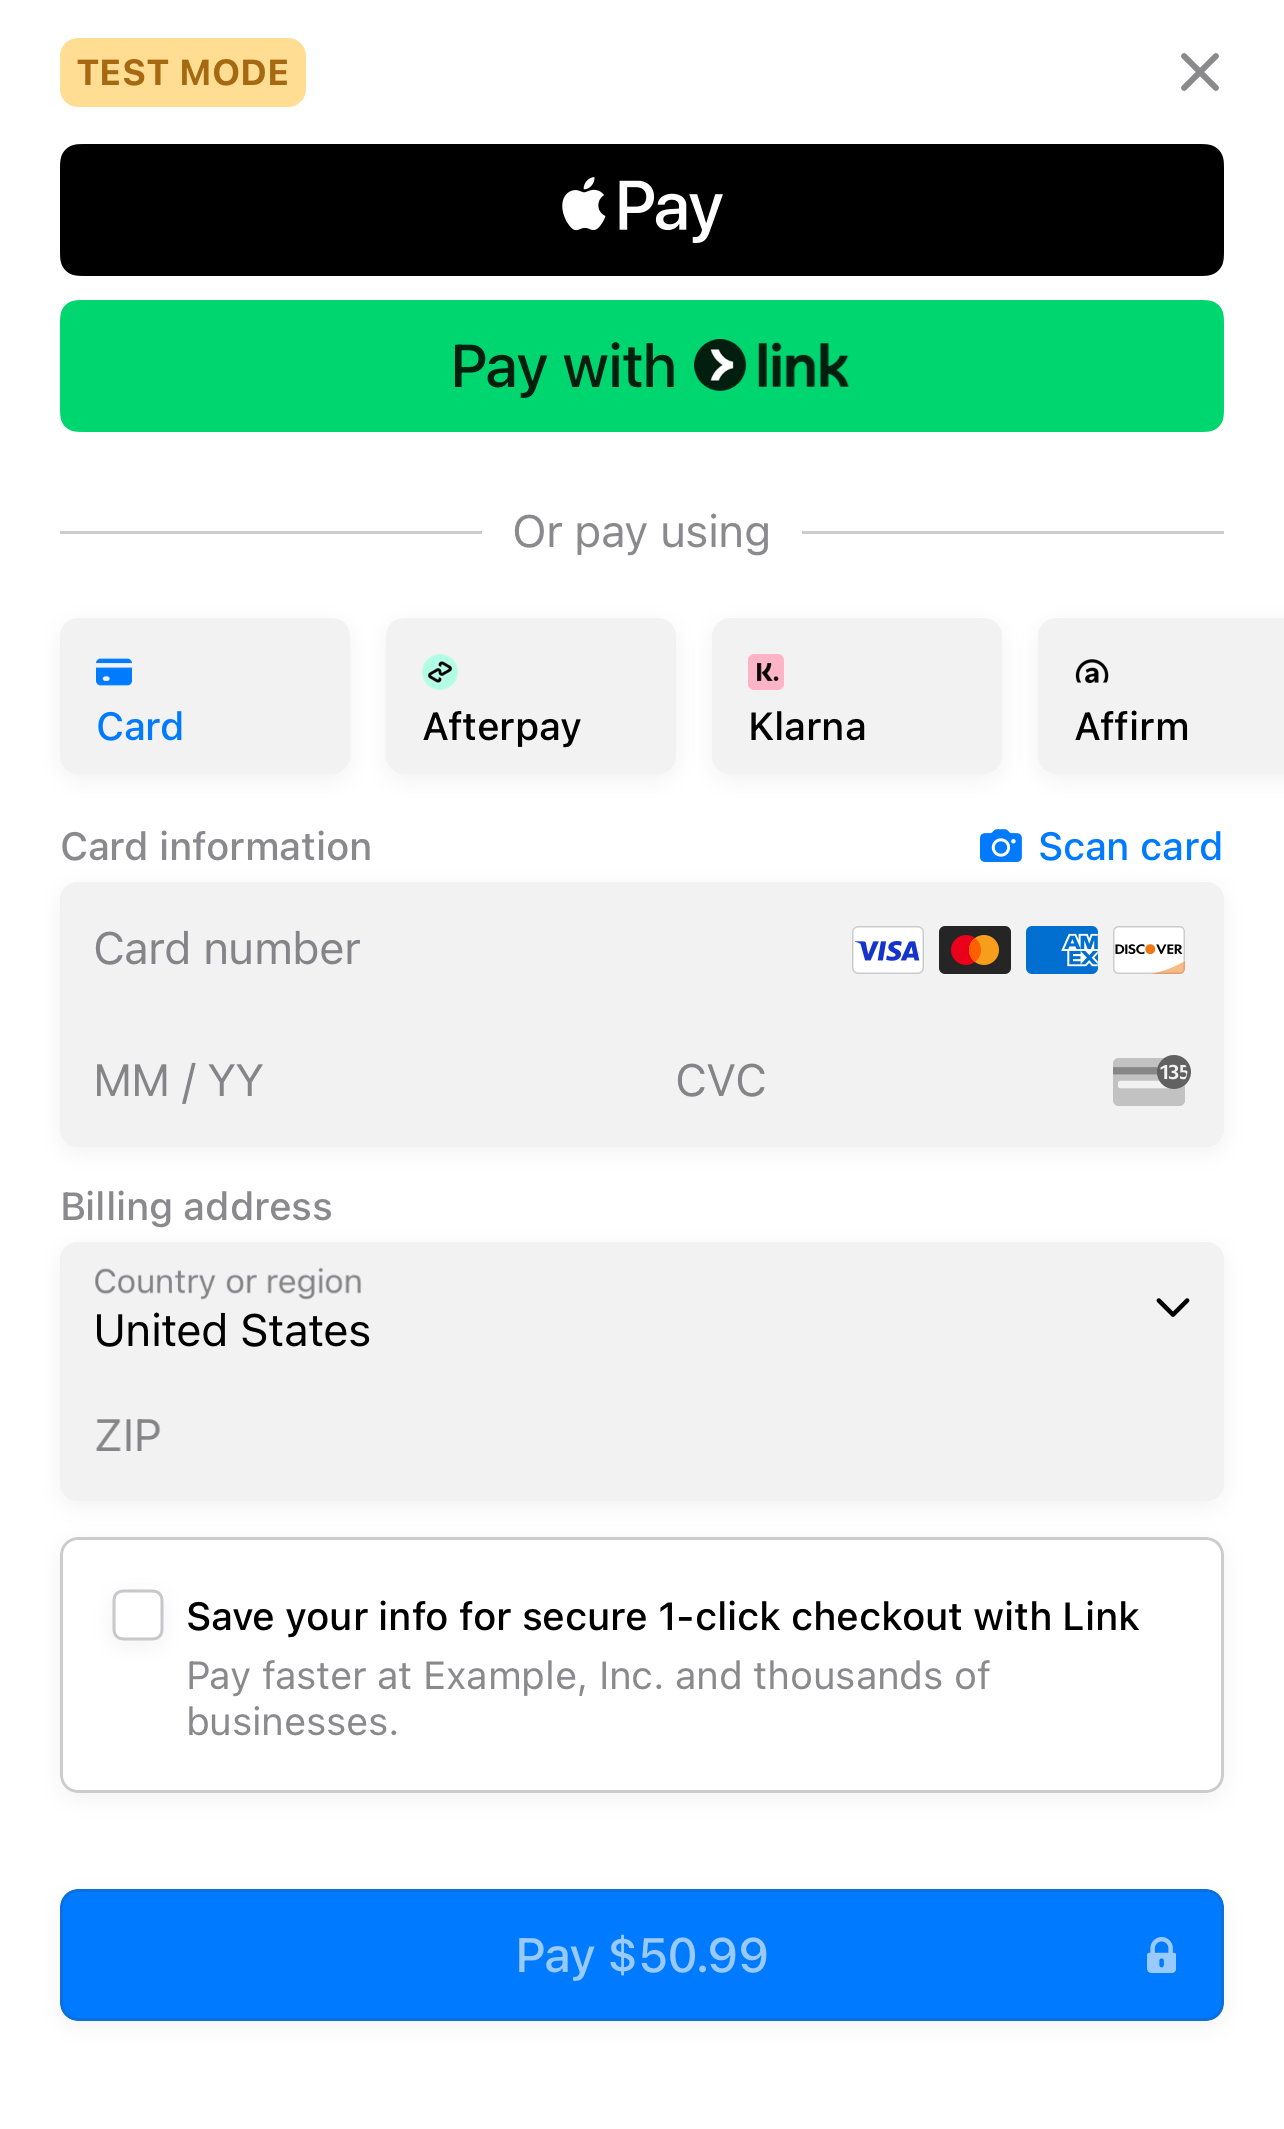 TEST MODE
Pay
Pay with link
Or pay using
Card
Afterpay
K.
Klarna
a
Affirm
Card information
Scan card
Card number
VISA
AM
EX
DISCOVER
MM / YY
CVC
135
Billing address
Country or region
United States
ZIP
Save your info for secure 1-click checkout with Link
Pay faster at Example, Inc. and thousands of
businesses.
Pay $50.99